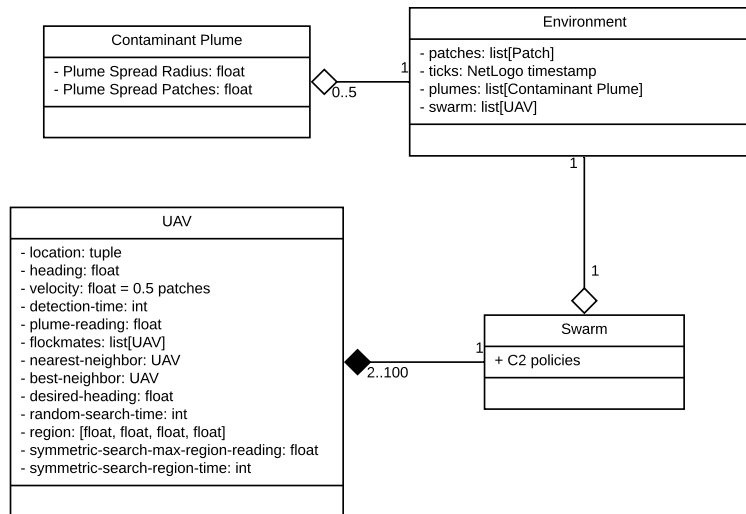 Contaminant Plume
- Plume Spread Radius: float
- Plume Spread Patches: float
0..5
1
Environment
- patches: list[Patch]
- ticks: NetLogo timestamp
- plumes: list[Contaminant Plume]
- swarm: list[UAV]
1
1
UAV
- location: tuple
- heading: float
- velocity: float = 0.5 patches
- detection-time: int
- plume-reading: float
- flockmates: list[UAV]
- nearest-neighbor: UAV
- best-neighbor: UAV
- desired-heading: float
- random-search-time: int
- region: [float, float, float, float]
- symmetric-search-max-region-reading: float
- symmetric-search-region-time: int
2..100
1
Swarm
+ C2 policies